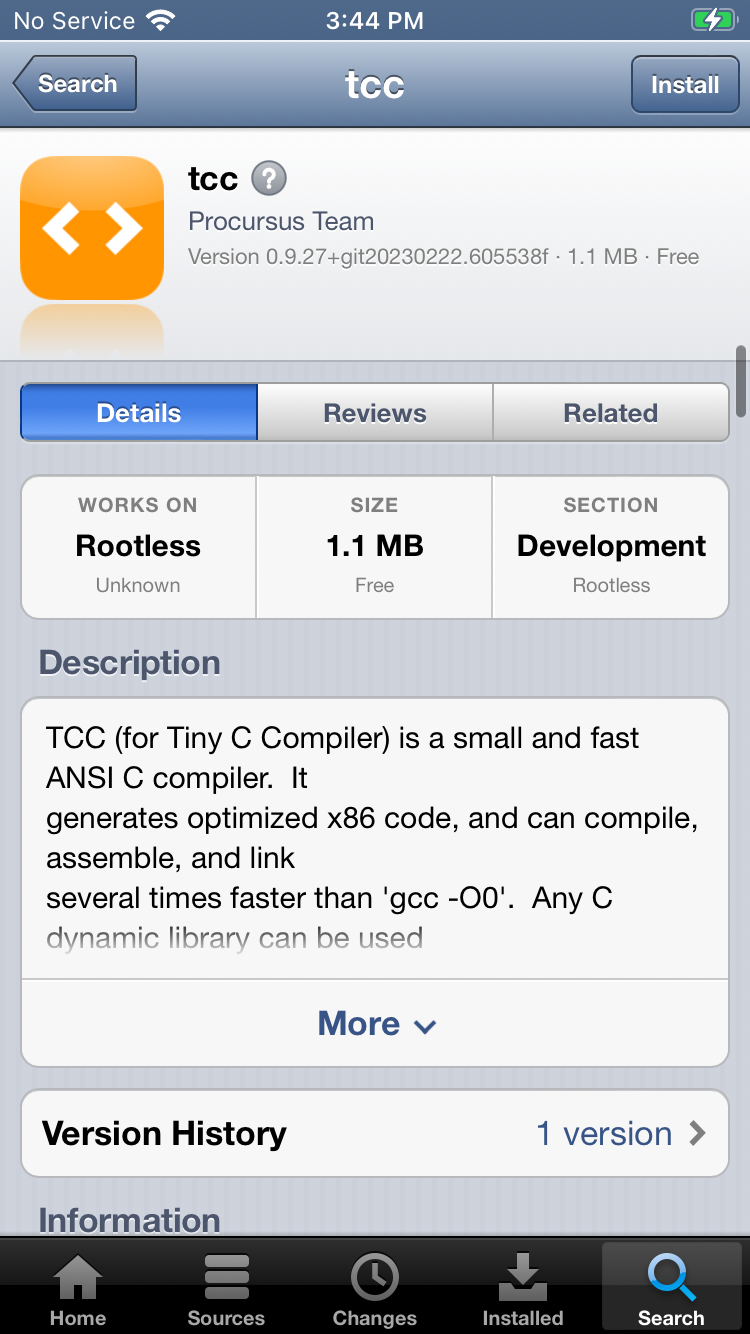 No Service 3:44 PM
Search tcc Install
tcc ?
Procursus Team
Version 0.9.27+git20230222.605538f · 1.1 MB · Free
Details Reviews Related
WORKS ON SIZE SECTION
Rootless 1.1 MB Development
Unknown Free Rootless
Description
TCC (for Tiny C Compiler) is a small and fast
ANSI C compiler.  It
generates optimized x86 code, and can compile,
assemble, and link
several times faster than 'gcc -O0'.  Any C
dynamic library can be used
More
Version History 1 version
Information
Home Sources Changes Installed Search